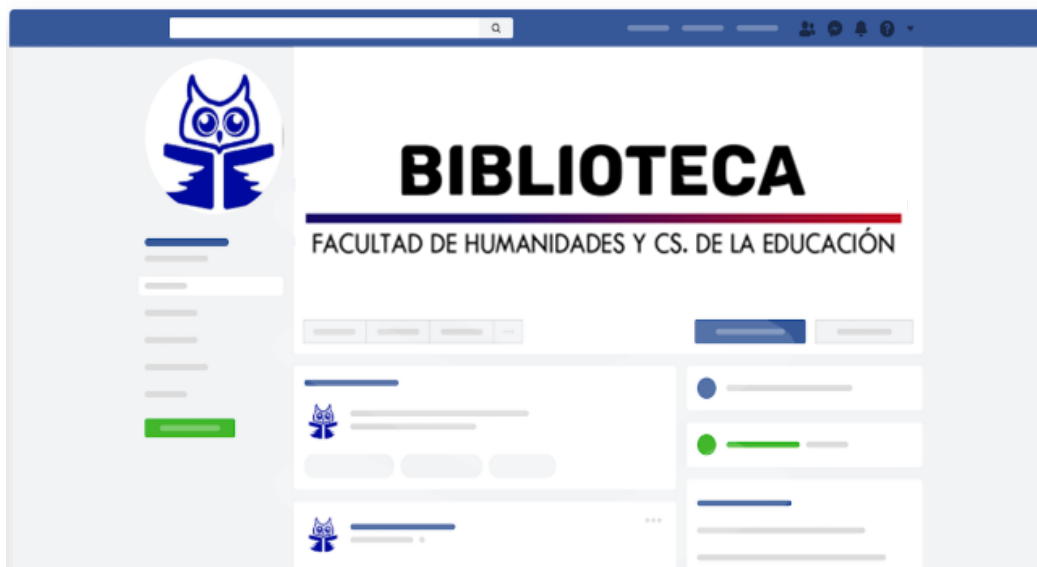 BIBLIOTECA
FACULTAD DE HUMANIDADES Y CS. DE LA EDUCACIÓN